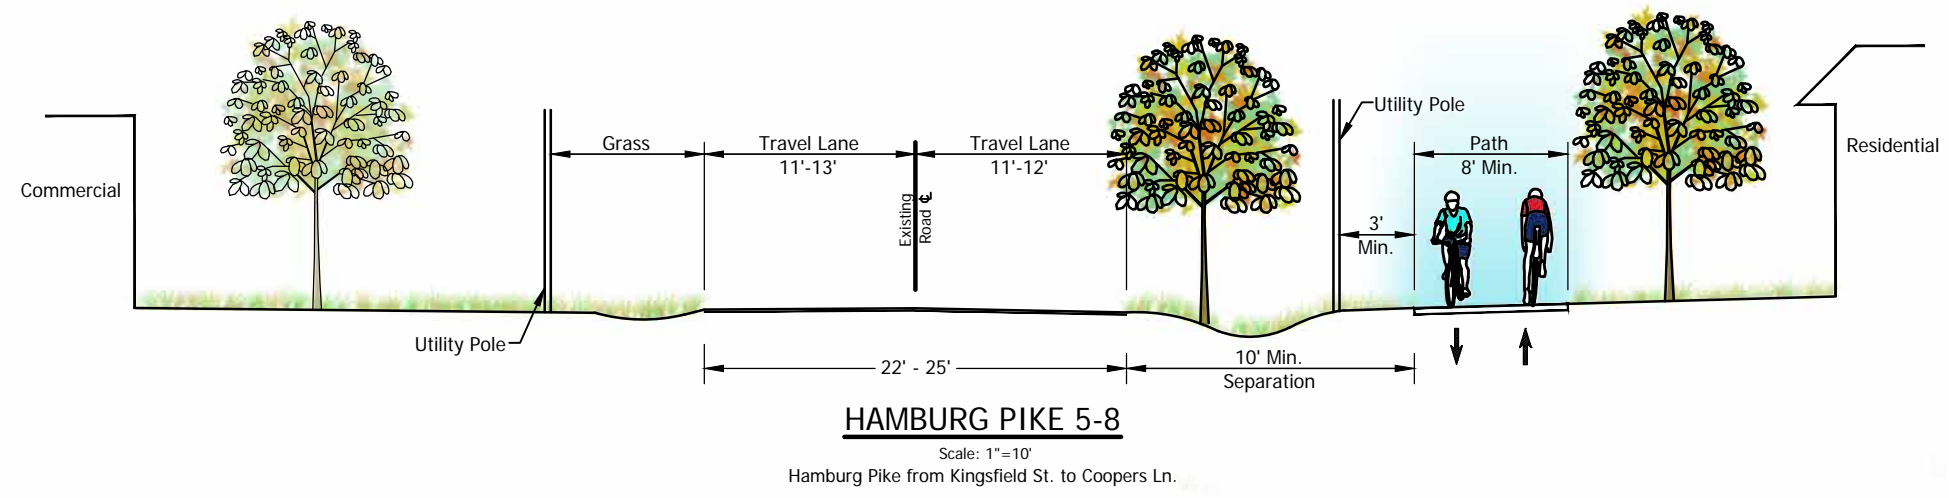 Commercial
Utility Pole
Grass
Travel Lane
11'-13'
Existing
Road ℄
Travel Lane
11'-12'
Utility Pole
3'
Min.
Path
8' Min.
Residential
22' - 25'
10' Min.
Separation
HAMBURG PIKE 5-8
Scale: 1"=10'
Hamburg Pike from Kingsfield St. to Coopers Ln.